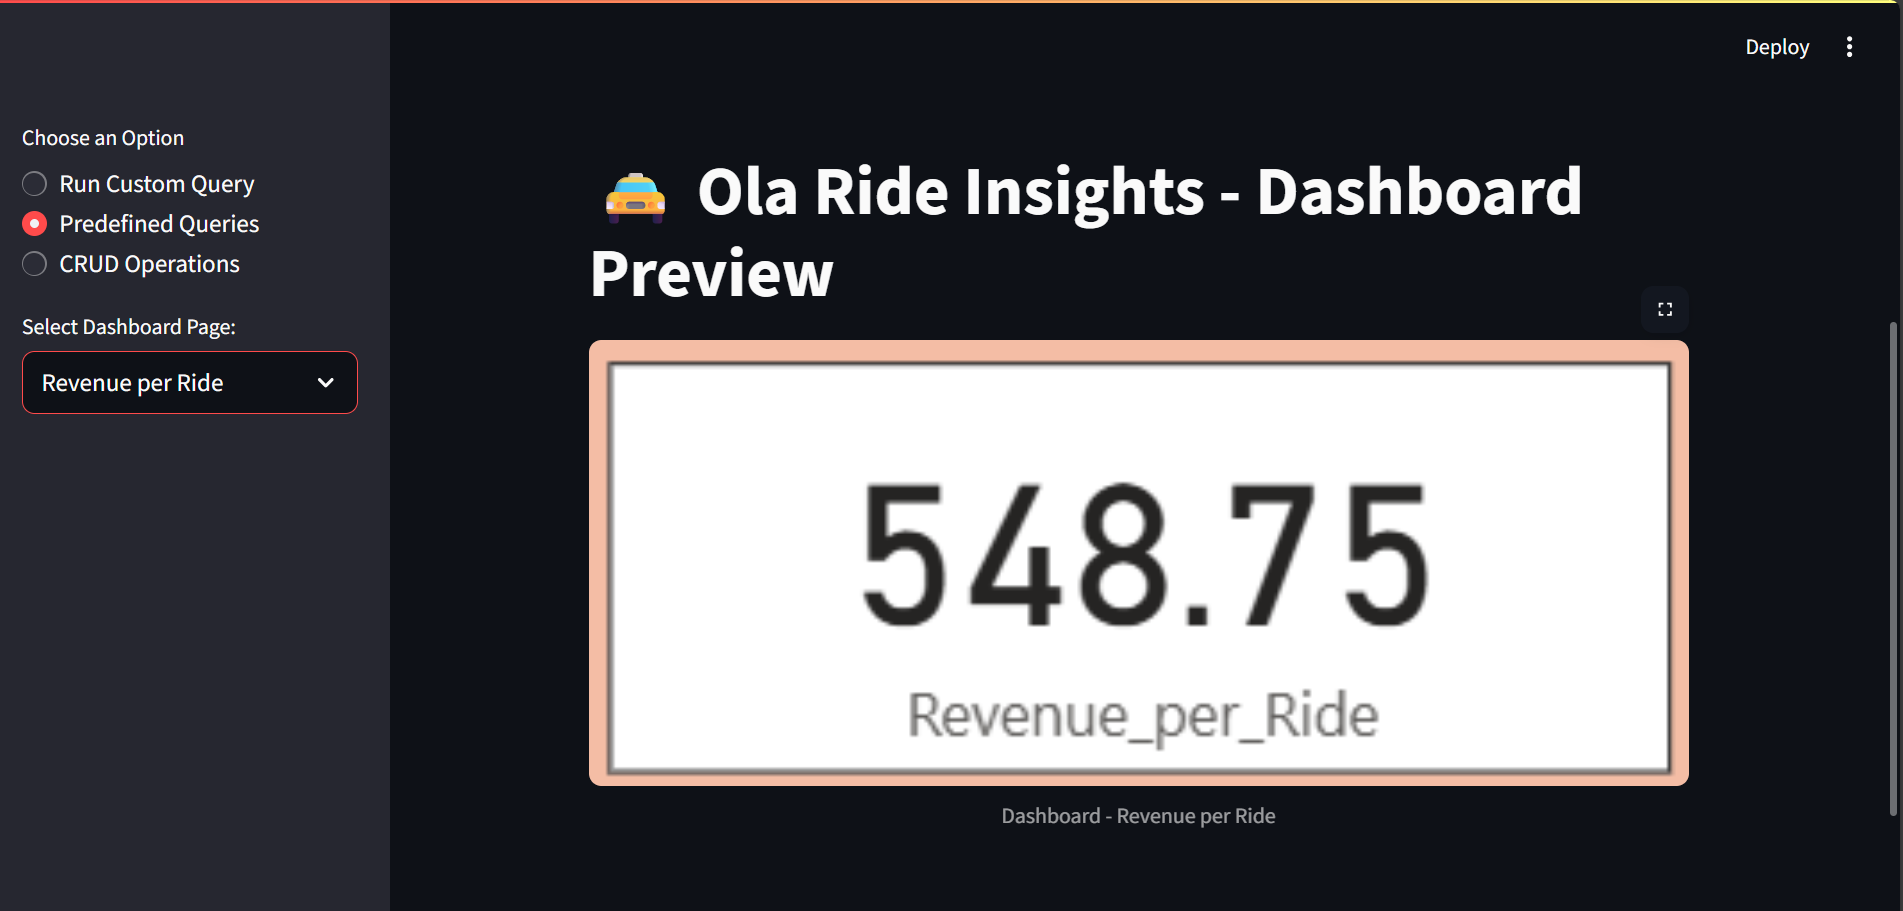 Deploy
Choose an Option
Run Custom Query
Predefined Queries
CRUD Operations
Select Dashboard Page:
Revenue per Ride
🚖 Ola Ride Insights - Dashboard
Preview
548.75
Revenue_per_Ride
Dashboard - Revenue per Ride